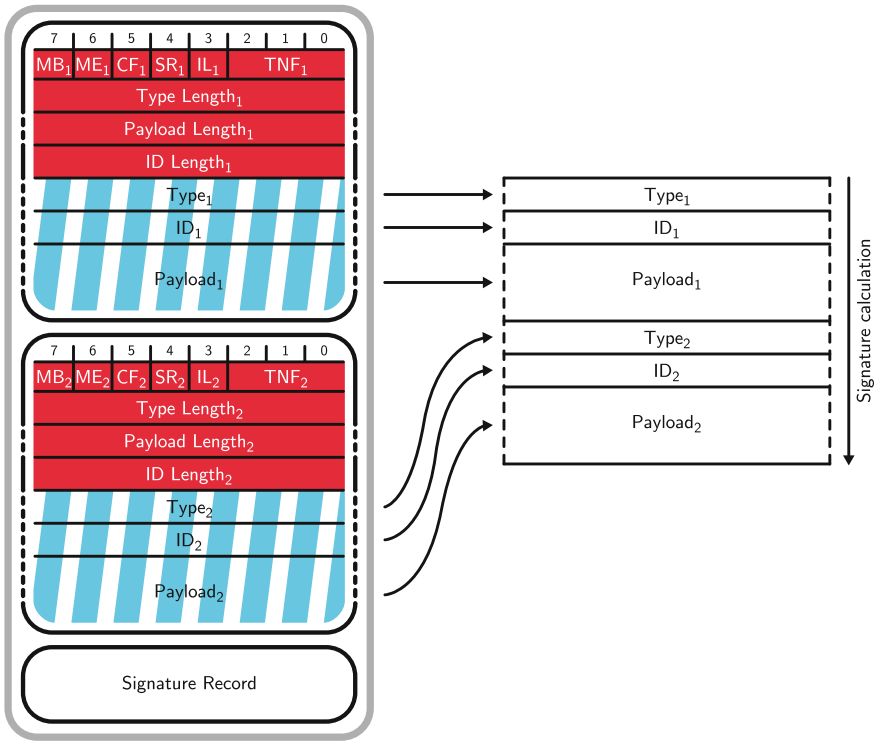 7 6 5 4 3 2 1 0
MB₁ ME₁ CF₁ SR₁ IL₁ TNF₁
Type Length₁
Payload Length₁
ID Length₁
Type₁
ID₁
Payload₁
7 6 5 4 3 2 1 0
MB₂ ME₂ CF₂ SR₂ IL₂ TNF₂
Type Length₂
Payload Length₂
ID Length₂
Type₂
ID₂
Payload₂
Signature Record
Type₁
ID₁
Payload₁
Type₂
ID₂
Payload₂
Signature calculation